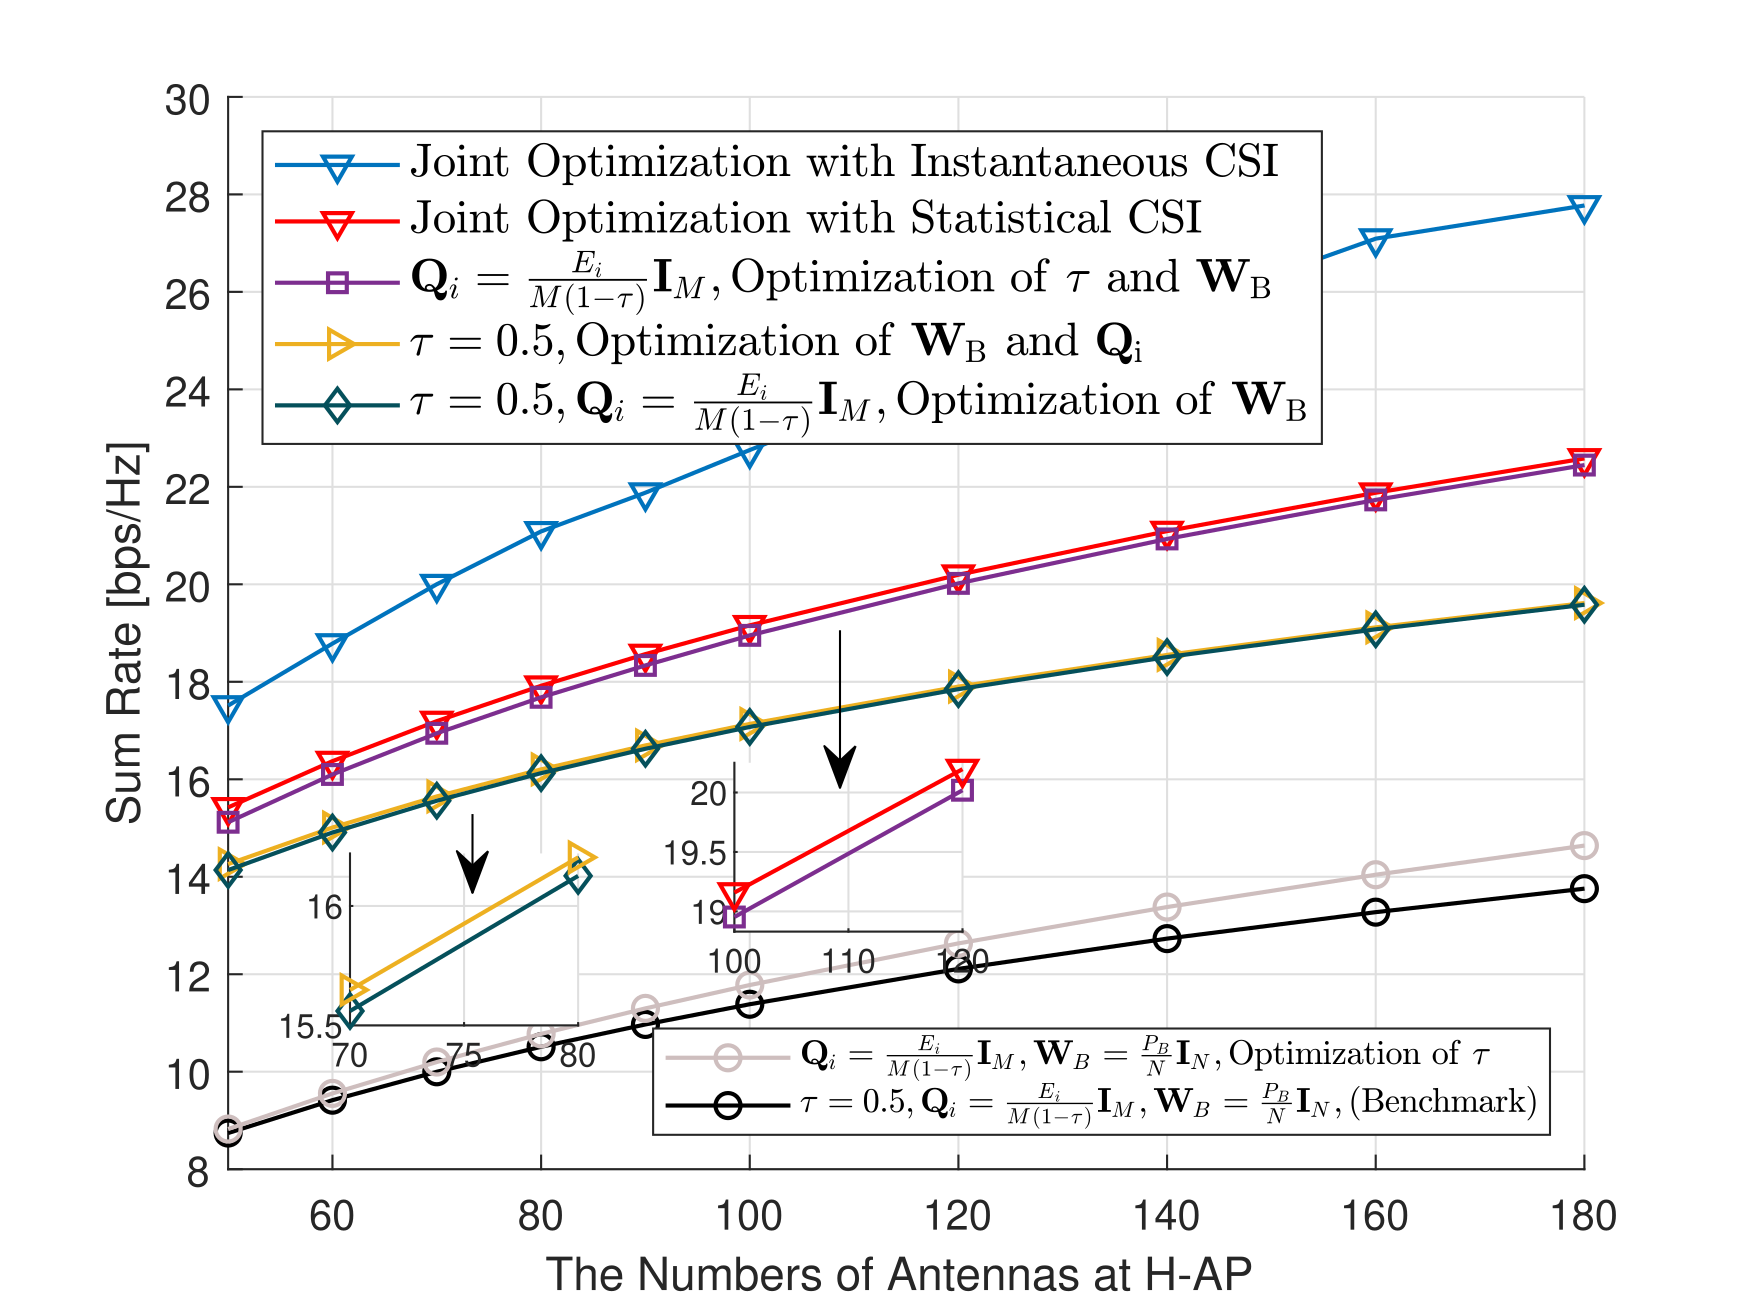 30
28
26
24
22
20
18
16
14
12
10
8
Sum Rate [bps/Hz]
Joint Optimization with Instantaneous CSI
Joint Optimization with Statistical CSI
Q_i = E_i/M(1−τ) I_M, Optimization of τ and W_B
τ = 0.5, Optimization of W_B and Q_i
τ = 0.5, Q_i = E_i/M(1−τ) I_M, Optimization of W_B
20
19.5
19
100 110 120
16
15.5
70 75 80
Q_i = E_i/M(1−τ) I_M, W_B = P_B/N I_N, Optimization of τ
τ = 0.5, Q_i = E_i/M(1−τ) I_M, W_B = P_B/N I_N, (Benchmark)
60 80 100 120 140 160 180
The Numbers of Antennas at H-AP